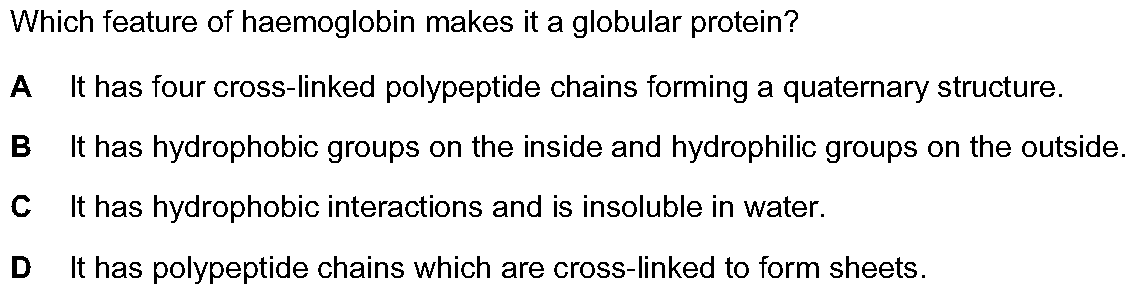 Which feature of haemoglobin makes it a globular protein?
A It has four cross-linked polypeptide chains forming a quaternary structure.
B It has hydrophobic groups on the inside and hydrophilic groups on the outside.
C It has hydrophobic interactions and is insoluble in water.
D It has polypeptide chains which are cross-linked to form sheets.